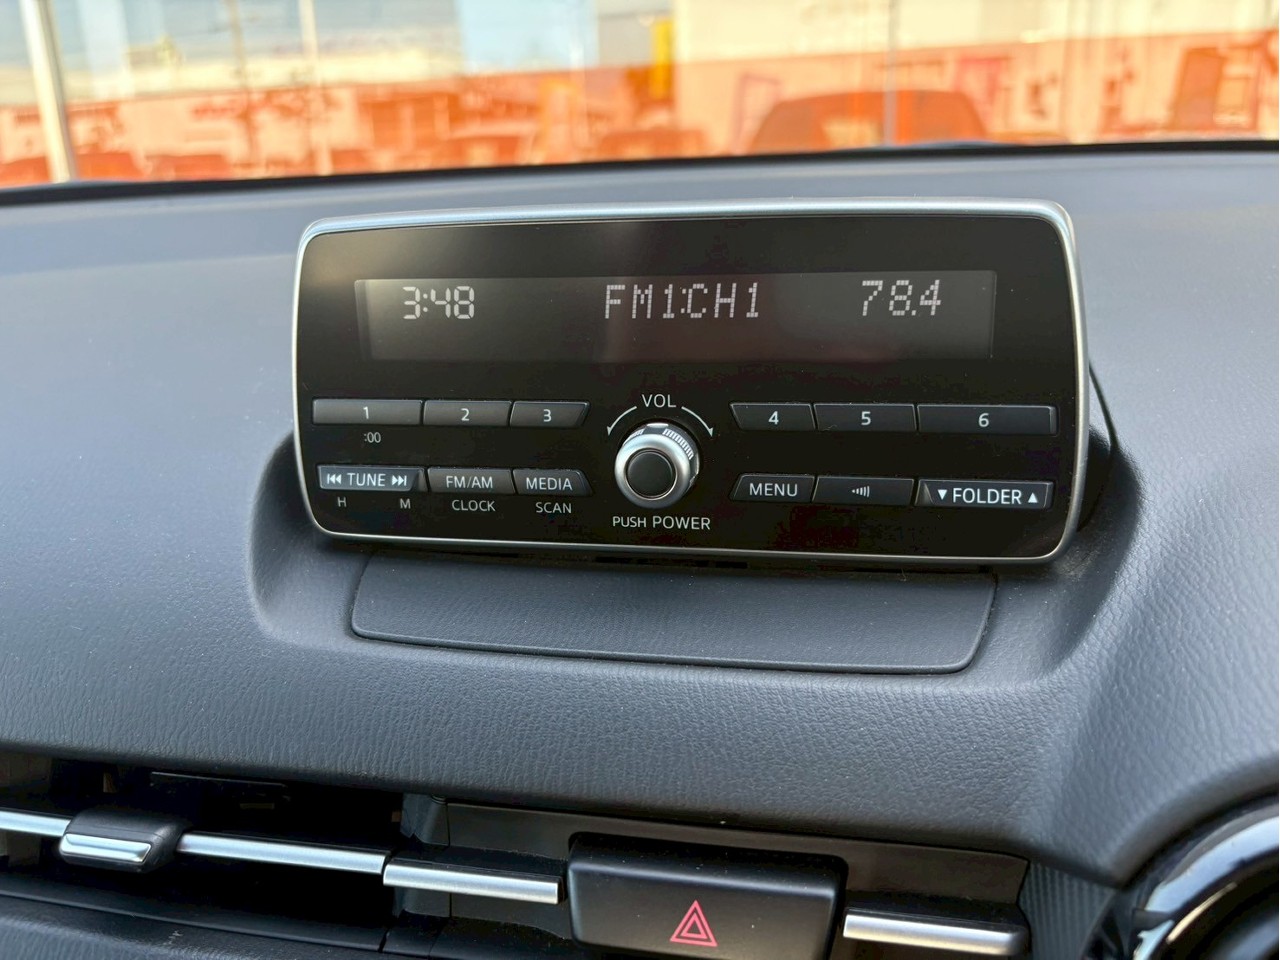 3:48 FM1:CH1 78.4
VOL
1 2 3 4 5 6
:00
⏮ TUNE ⏭ FM/AM MEDIA MENU ▼ FOLDER ▲
H M CLOCK SCAN
PUSH POWER